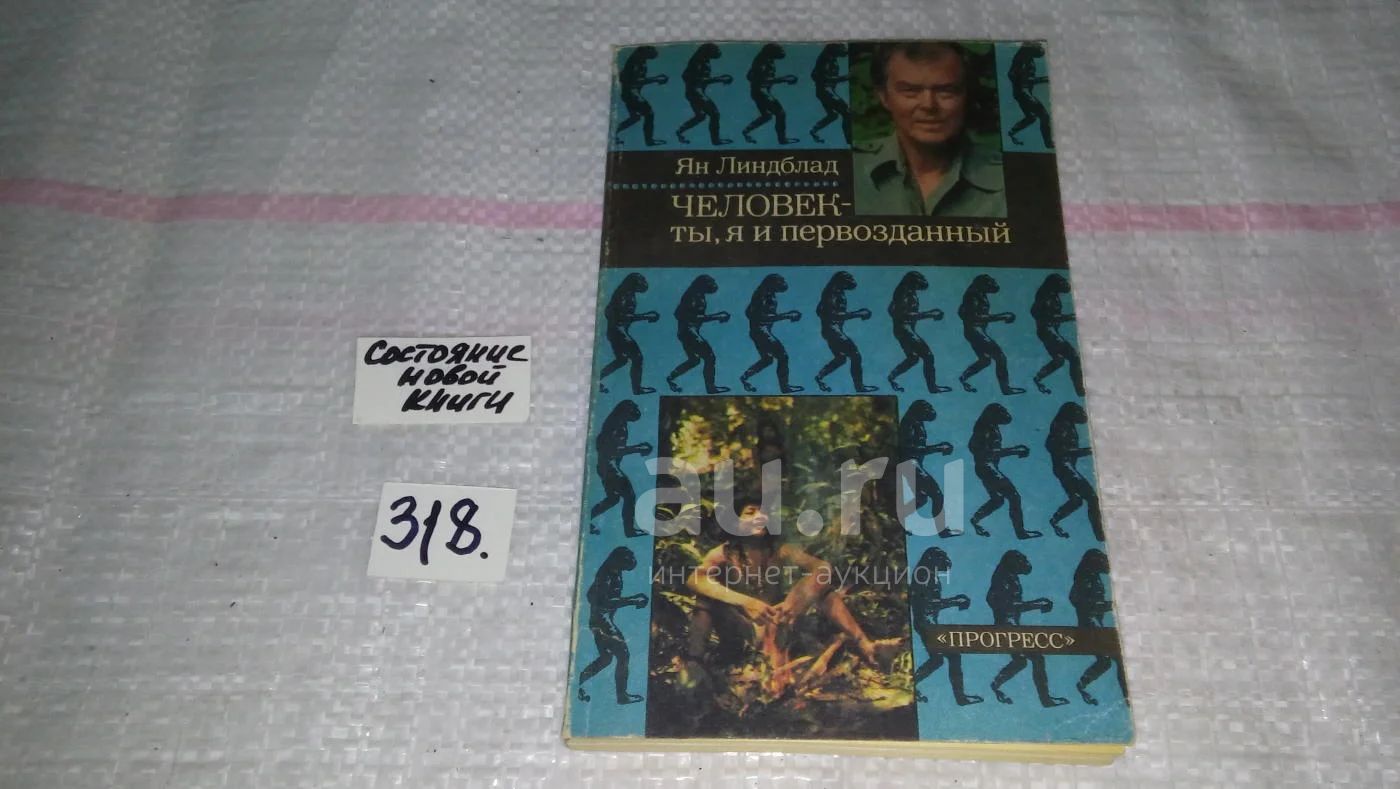 Ян Линдблад
ЧЕЛОВЕК-
ты, я и первозданный
Состояние
новой
книги
318.
au.ru
интернет-аукцион
«ПРОГРЕСС»